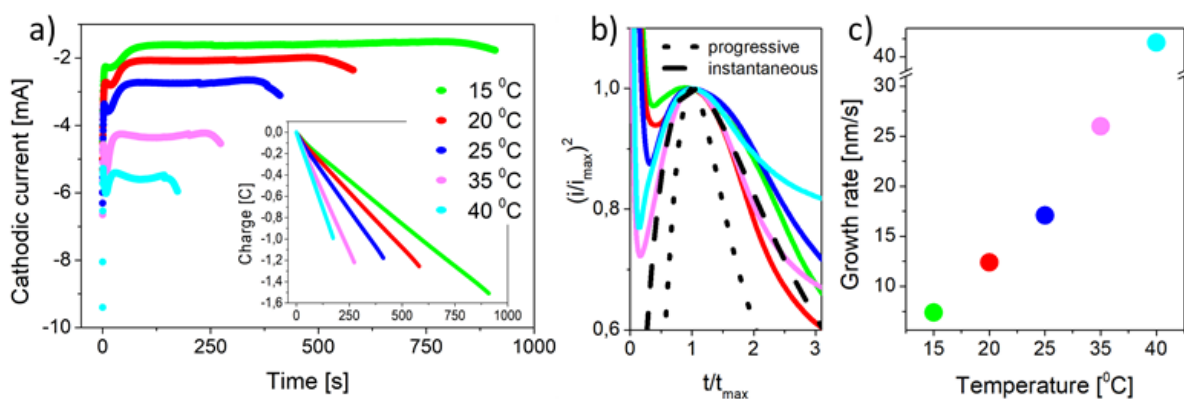 a)
Cathodic current [mA]
-2
-4
-6
-8
-10
0
250
500
750
1000
Time [s]
15 ⁰C
20 ⁰C
25 ⁰C
35 ⁰C
40 ⁰C
Charge [C]
0,0
-0,2
-0,4
-0,6
-0,8
-1,0
-1,2
-1,4
-1,6
0
250
500
750
1000
b)
progressive
instantaneous
(i/iₘₐₓ)²
1,0
0,8
0,6
0
1
2
3
t/tₘₐₓ
c)
Growth rate [nm/s]
40
30
25
20
15
10
15
20
25
35
40
Temperature [⁰C]